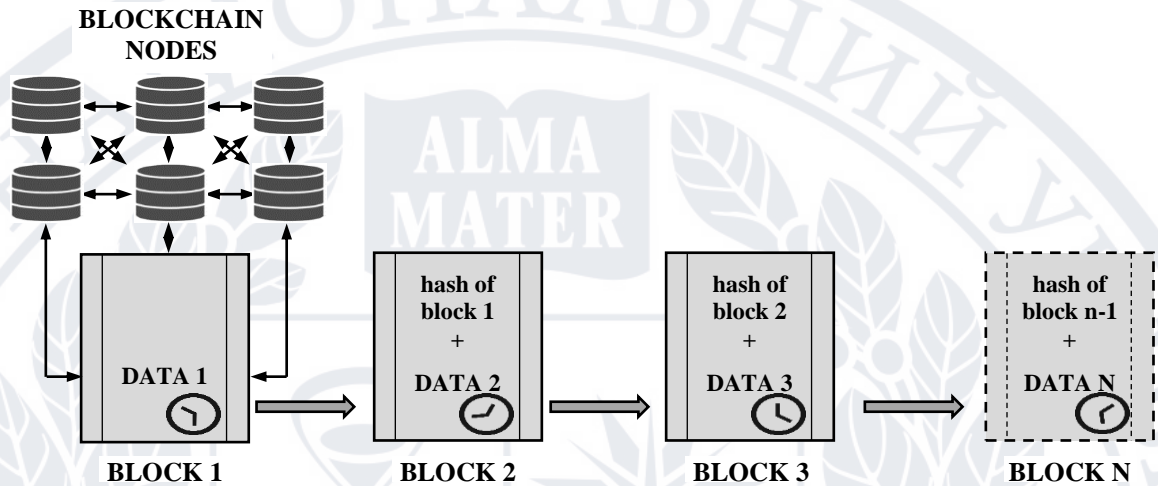 BLOCKCHAIN
NODES
ALMA
MATER
hash of
block 1
+
DATA 2
hash of
block 2
+
DATA 3
hash of
block n-1
+
DATA N
DATA 1
BLOCK 1
BLOCK 2
BLOCK 3
BLOCK N